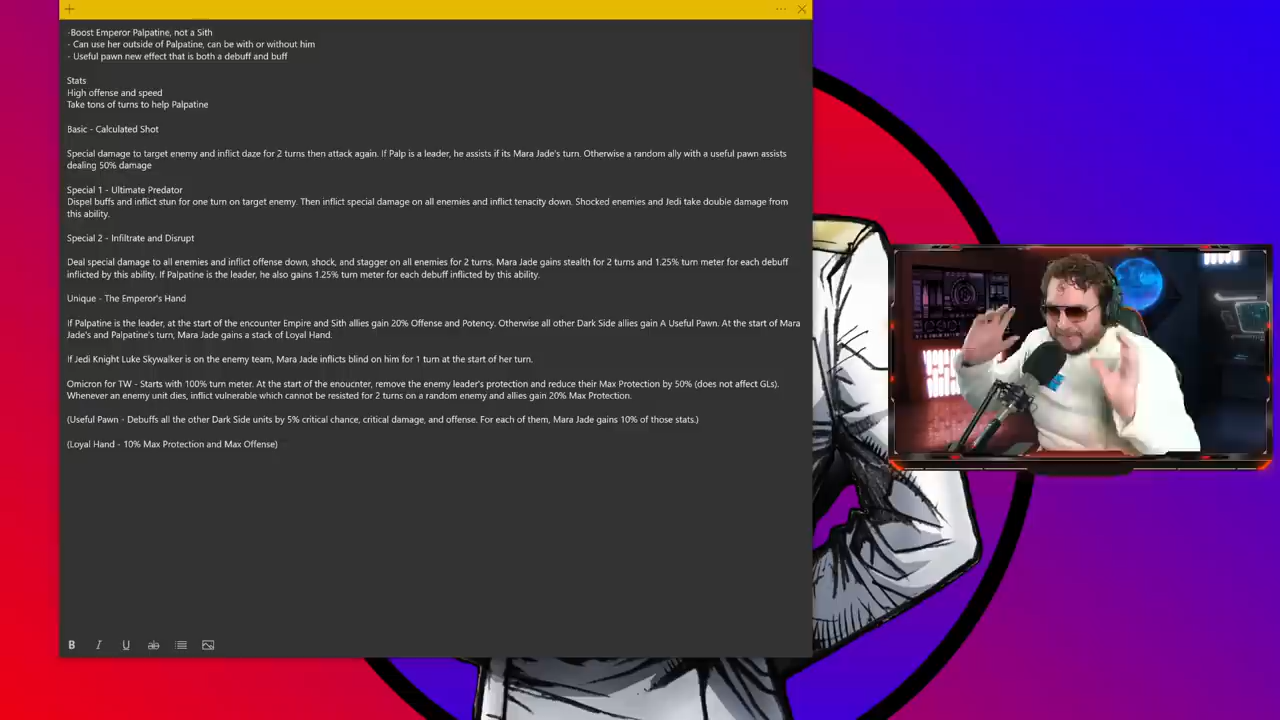 -Boost Emperor Palpatine, not a Sith
- Can use her outside of Palpatine, can be with or without him
- Useful pawn new effect that is both a debuff and buff
Stats
High offense and speed
Take tons of turns to help Palpatine
Basic - Calculated Shot
Special damage to target enemy and inflict daze for 2 turns then attack again. If Palp is a leader, he assists if its Mara Jade's turn. Otherwise a random ally with a useful pawn assists
dealing 50% damage
Special 1 - Ultimate Predator
Dispel buffs and inflict stun for one turn on target enemy. Then inflict special damage on all enemies and inflict tenacity down. Shocked enemies and Jedi take double damage from
this ability.
Special 2 - Infiltrate and Disrupt
Deal special damage to all enemies and inflict offense down, shock, and stagger on all enemies for 2 turns. Mara Jade gains stealth for 2 turns and 1.25% turn meter for each debuff
inflicted by this ability. If Palpatine is the leader, he also gains 1.25% turn meter for each debuff inflicted by this ability.
Unique - The Emperor's Hand
If Palpatine is the leader, at the start of the encounter Empire and Sith allies gain 20% Offense and Potency. Otherwise all other Dark Side allies gain A Useful Pawn. At the start of Mara
Jade's and Palpatine's turn, Mara Jade gains a stack of Loyal Hand.
If Jedi Knight Luke Skywalker is on the enemy team, Mara Jade inflicts blind on him for 1 turn at the start of her turn.
Omicron for TW - Starts with 100% turn meter. At the start of the enoucnter, remove the enemy leader's protection and reduce their Max Protection by 50% (does not affect GLs).
Whenever an enemy unit dies, inflict vulnerable which cannot be resisted for 2 turns on a random enemy and allies gain 20% Max Protection.
(Useful Pawn - Debuffs all the other Dark Side units by 5% critical chance, critical damage, and offense. For each of them, Mara Jade gains 10% of those stats.)
(Loyal Hand - 10% Max Protection and Max Offense)
B I U ab